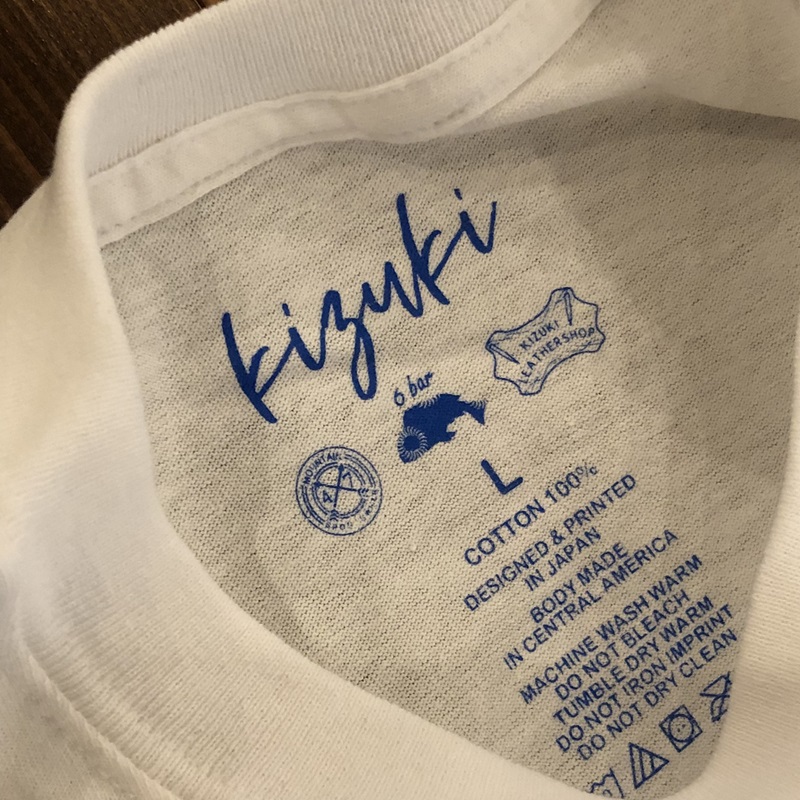 kizuki
KIZUKI
LEATHERSHOP
6 bar
MOUNTAIN
L
COTTON 100%
DESIGNED & PRINTED
IN JAPAN
BODY MADE
IN CENTRAL AMERICA
MACHINE WASH WARM
DO NOT BLEACH
TUMBLE DRY WARM
DO NOT IRON IMPRINT
DO NOT DRY CLEAN